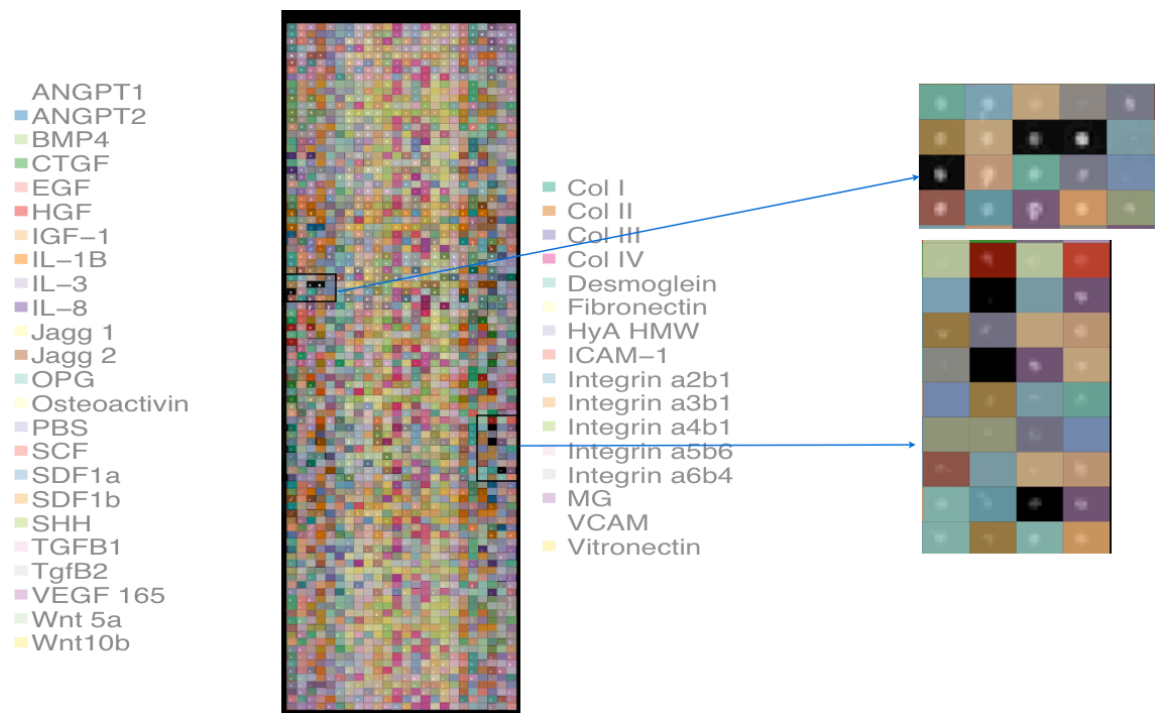 ANGPT1
ANGPT2
BMP4
CTGF
EGF
HGF
IGF−1
IL−1B
IL−3
IL−8
Jagg 1
Jagg 2
OPG
Osteoactivin
PBS
SCF
SDF1a
SDF1b
SHH
TGFB1
TgfB2
VEGF 165
Wnt 5a
Wnt10b
Col I
Col II
Col III
Col IV
Desmoglein
Fibronectin
HyA HMW
ICAM−1
Integrin a2b1
Integrin a3b1
Integrin a4b1
Integrin a5b6
Integrin a6b4
MG
VCAM
Vitronectin